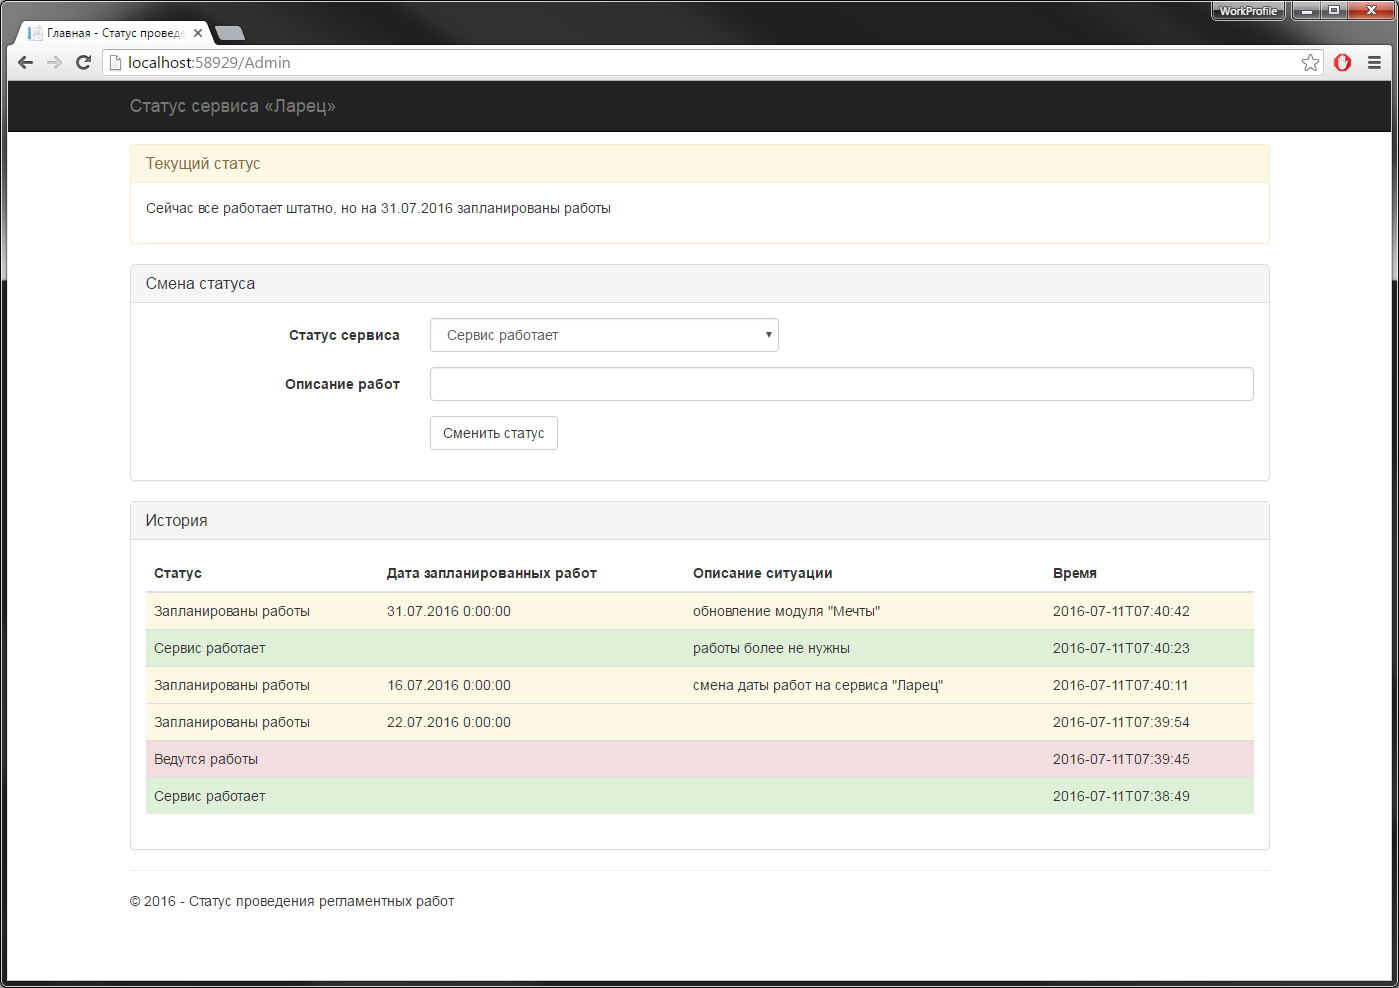 WorkProfile
Главная - Статус проведе
localhost:58929/Admin
Статус сервиса «Ларец»
Текущий статус
Сейчас все работает штатно, но на 31.07.2016 запланированы работы
Смена статуса
Статус сервиса Сервис работает
Описание работ
Сменить статус
История
Статус Дата запланированных работ Описание ситуации Время
Запланированы работы 31.07.2016 0:00:00 обновление модуля "Мечты" 2016-07-11T07:40:42
Сервис работает работы более не нужны 2016-07-11T07:40:23
Запланированы работы 16.07.2016 0:00:00 смена даты работ на сервиса "Ларец" 2016-07-11T07:40:11
Запланированы работы 22.07.2016 0:00:00 2016-07-11T07:39:54
Ведутся работы 2016-07-11T07:39:45
Сервис работает 2016-07-11T07:38:49
© 2016 - Статус проведения регламентных работ